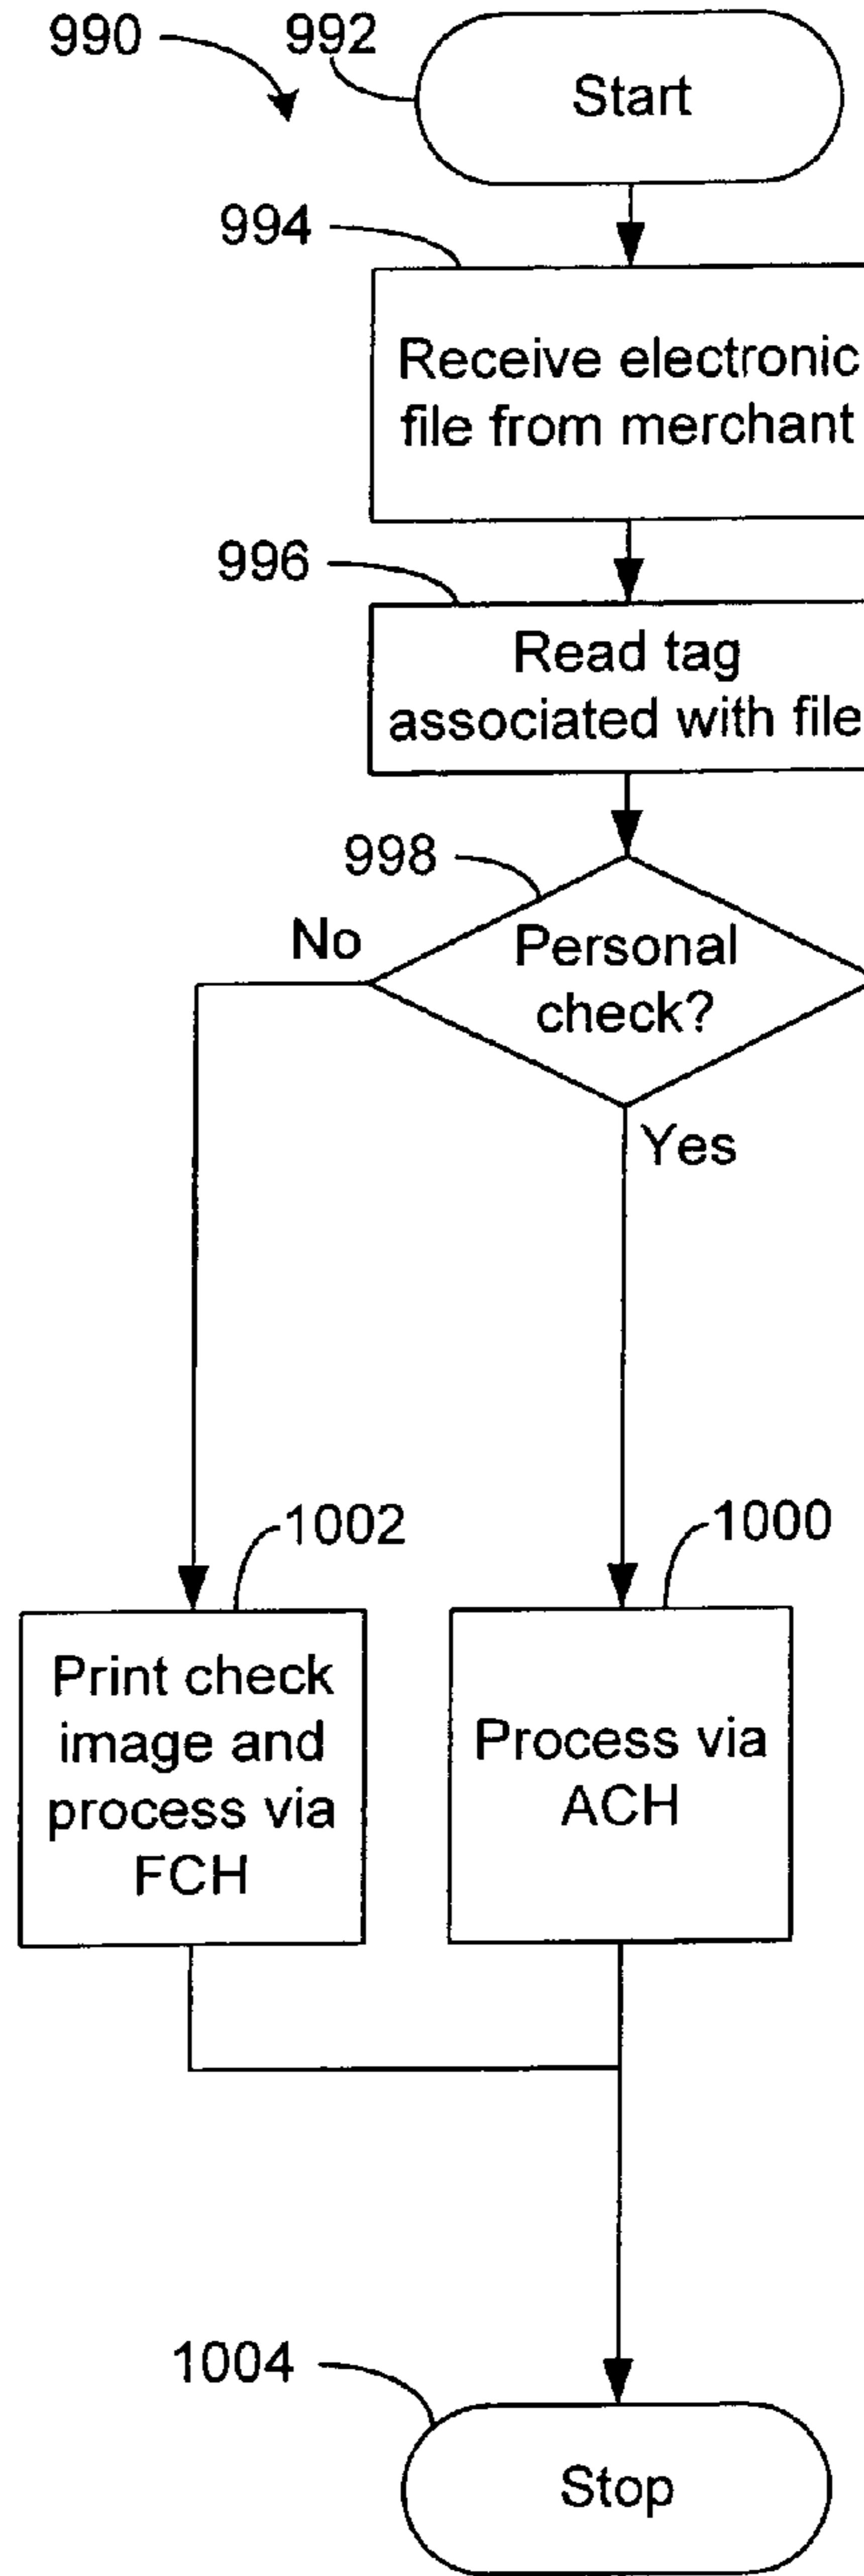 990
992
Start
994
Receive electronic
file from merchant
996
Read tag
associated with file
998
No
Personal
check?
Yes
1002
1000
Print check
image and
process via
FCH
Process via
ACH
1004
Stop